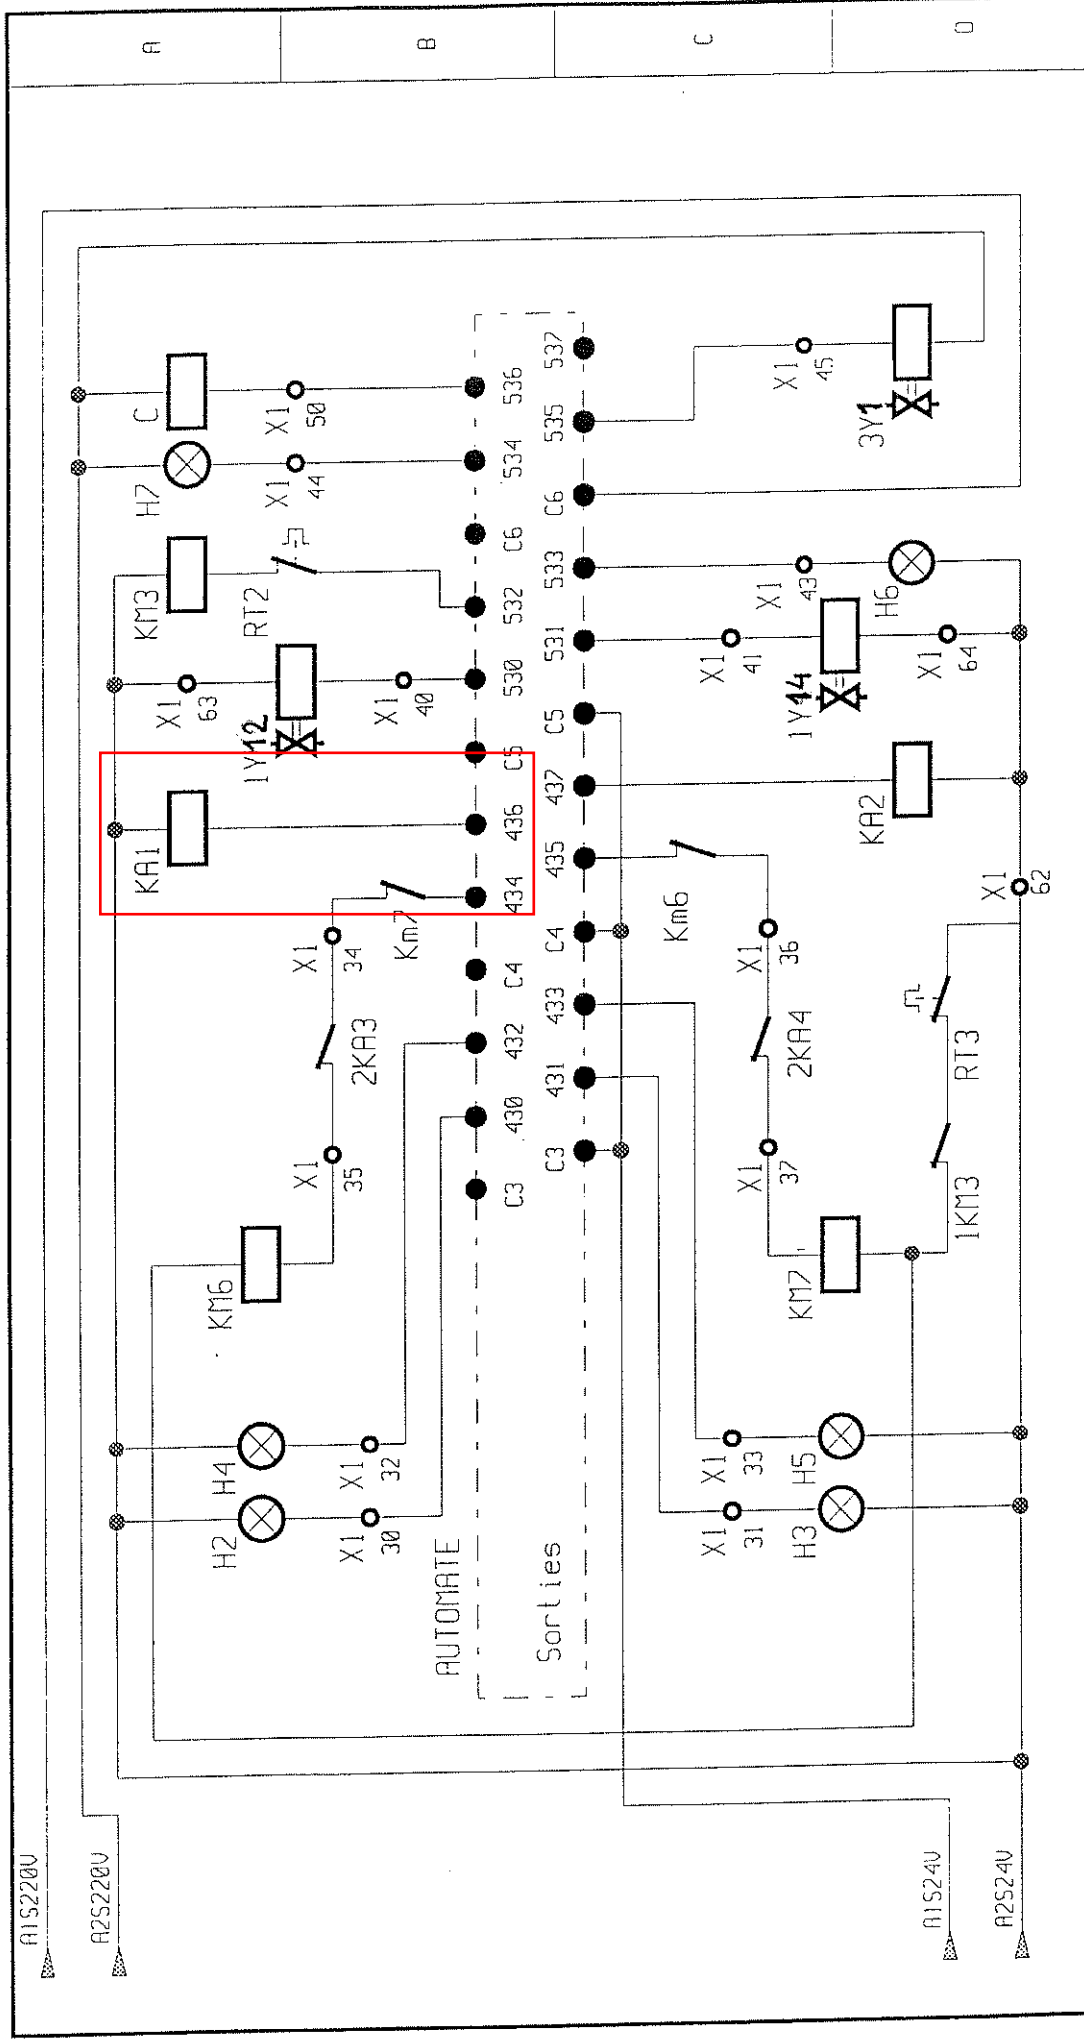 A
B
C
D
A1S220V
A2S220V
H2
X1
30
H4
X1
32
KM6
X1
35
2KA3
X1
34
Km7
KA1
1Y12
X1
63
X1
40
KM3
RT2
H7
X1
44
C
X1
50
AUTOMATE
Sorties
C3
430
432
C4
434
436
C5
530
532
C6
534
536
C3
431
433
C4
435
437
C5
531
533
C6
535
537
X1
31
H3
X1
33
H5
KM7
X1
37
2KA4
X1
36
Km6
1KM3
RT3
X1
62
KA2
1Y14
X1
41
X1
64
X1
43
H6
3Y1
X1
45
A1S24V
A2S24V